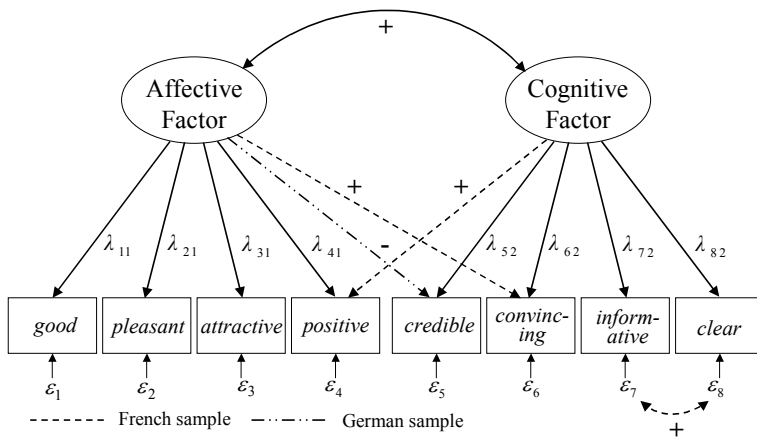 +
Affective
Factor
Cognitive
Factor
+
+
-
λ11
λ21
λ31
λ41
λ52
λ62
λ72
λ82
good
pleasant
attractive
positive
credible
convinc-
ing
inform-
ative
clear
ε1
ε2
ε3
ε4
ε5
ε6
ε7
ε8
French sample
German sample
+